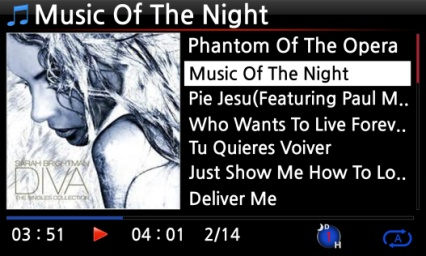 Music Of The Night
Phantom Of The Opera
Music Of The Night
Pie Jesu(Featuring Paul M..
Who Wants To Live Forev..
Tu Quieres Voiver
Just Show Me How To Lo..
Deliver Me
SARAH BRIGHTMAN
DIVA
THE SINGLES COLLECTION
03 : 51
04 : 01
2/14
D
H
A